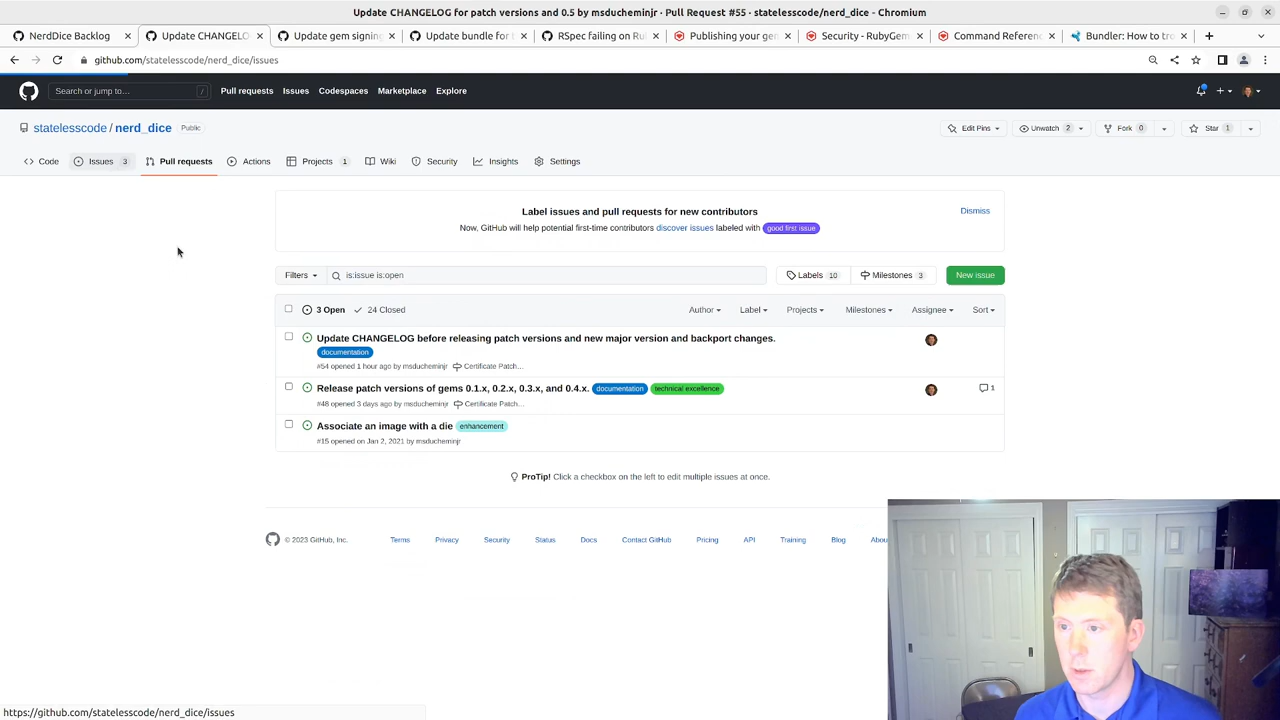 Update CHANGELOG for patch versions and 0.5 by msducheminjr · Pull Request #55 · statelesscode/nerd_dice - Chromium
NerdDice Backlog
Update CHANGELO
Update gem signing
Update bundle for
RSpec failing on Ru
Publishing your ge
Security - RubyGem
Command Referenc
Bundler: How to tro
github.com/statelesscode/nerd_dice/issues
Search or jump to… /
Pull requests Issues Codespaces Marketplace Explore
statelesscode / nerd_dice Public
Edit Pins Unwatch 2 Fork 0 Star 1
Code Issues 3 Pull requests Actions Projects 1 Wiki Security Insights Settings
Label issues and pull requests for new contributors
Dismiss
Now, GitHub will help potential first-time contributors discover issues labeled with good first issue
Filters is:issue is:open Labels 10 Milestones 3 New issue
3 Open 24 Closed Author Label Projects Milestones Assignee Sort
Update CHANGELOG before releasing patch versions and new major version and backport changes.
documentation
#54 opened 1 hour ago by msducheminjr Certificate Patch...
Release patch versions of gems 0.1.x, 0.2.x, 0.3.x, and 0.4.x. documentation technical excellence 1
#48 opened 3 days ago by msducheminjr Certificate Patch...
Associate an image with a die enhancement
#15 opened on Jan 2, 2021 by msducheminjr
ProTip! Click a checkbox on the left to edit multiple issues at once.
© 2023 GitHub, Inc. Terms Privacy Security Status Docs Contact GitHub Pricing API Training Blog Abou
https://github.com/statelesscode/nerd_dice/issues